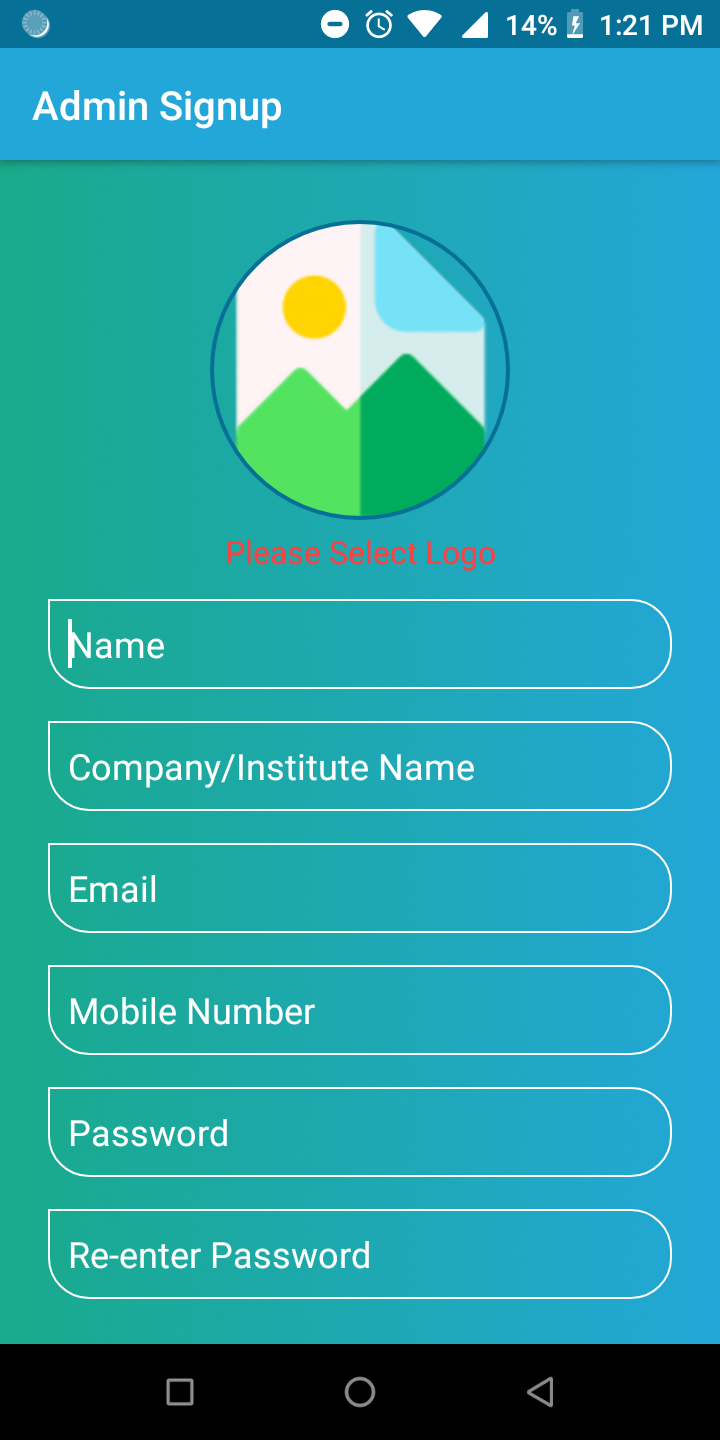 14% 1:21 PM
Admin Signup
Please Select Logo
Name
Company/Institute Name
Email
Mobile Number
Password
Re-enter Password